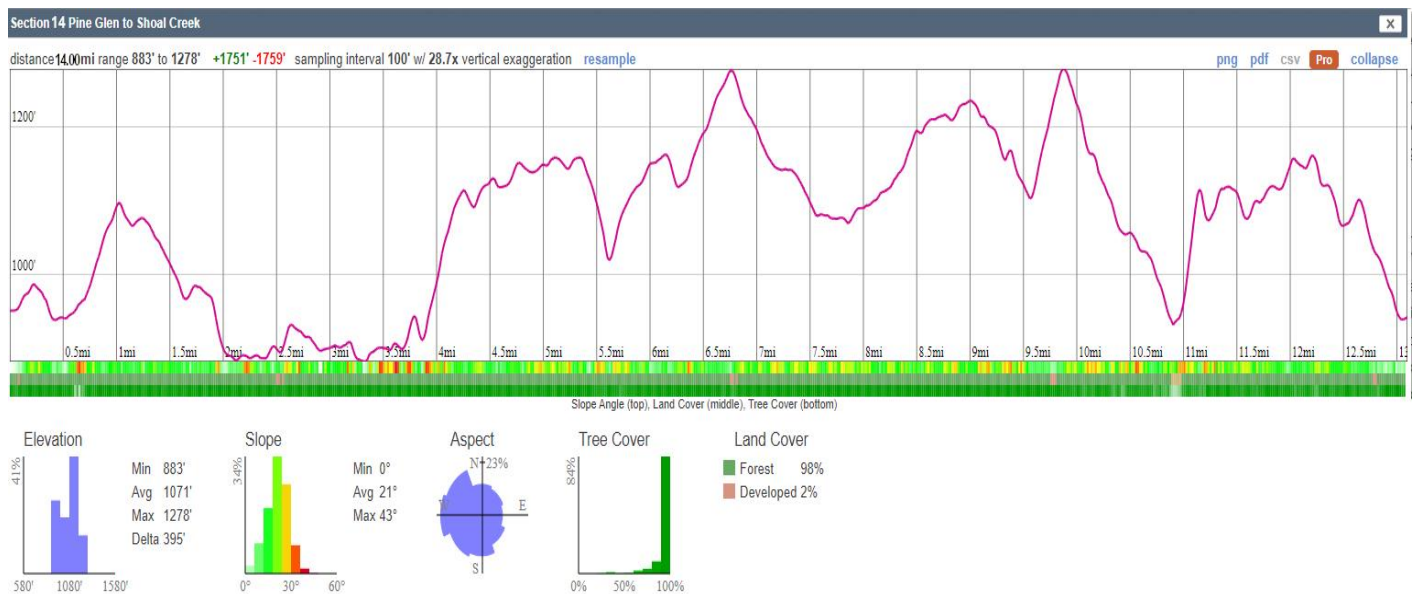 Section 14 Pine Glen to Shoal Creek X
distance 14.00mi range 883' to 1278' +1751' -1759' sampling interval 100' w/ 28.7x vertical exaggeration resample png pdf csv Pro collapse
1200'
1000'
0.5mi 1mi 1.5mi 2mi 2.5mi 3mi 3.5mi 4mi 4.5mi 5mi 5.5mi 6mi 6.5mi 7mi 7.5mi 8mi 8.5mi 9mi 9.5mi 10mi 10.5mi 11mi 11.5mi 12mi 12.5mi 13
Slope Angle (top), Land Cover (middle), Tree Cover (bottom)
Elevation
41%
Min 883'
Avg 1071'
Max 1278'
Delta 395'
580' 1080' 1580'
Slope
34%
Min 0°
Avg 21°
Max 43°
0° 30° 60°
Aspect
N 23%
W E
S
Tree Cover
84%
0% 50% 100%
Land Cover
Forest 98%
Developed 2%